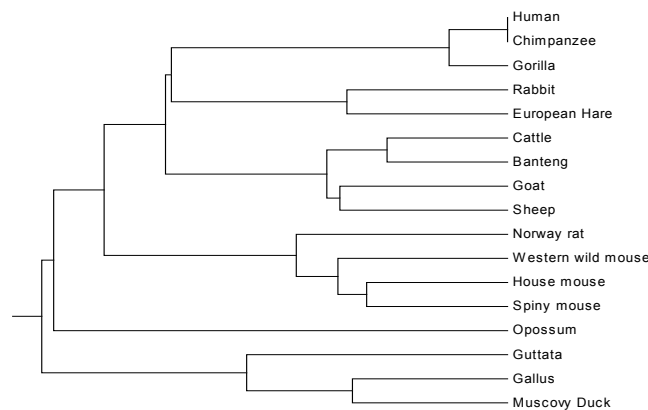 Human
Chimpanzee
Gorilla
Rabbit
European Hare
Cattle
Banteng
Goat
Sheep
Norway rat
Western wild mouse
House mouse
Spiny mouse
Opossum
Guttata
Gallus
Muscovy Duck